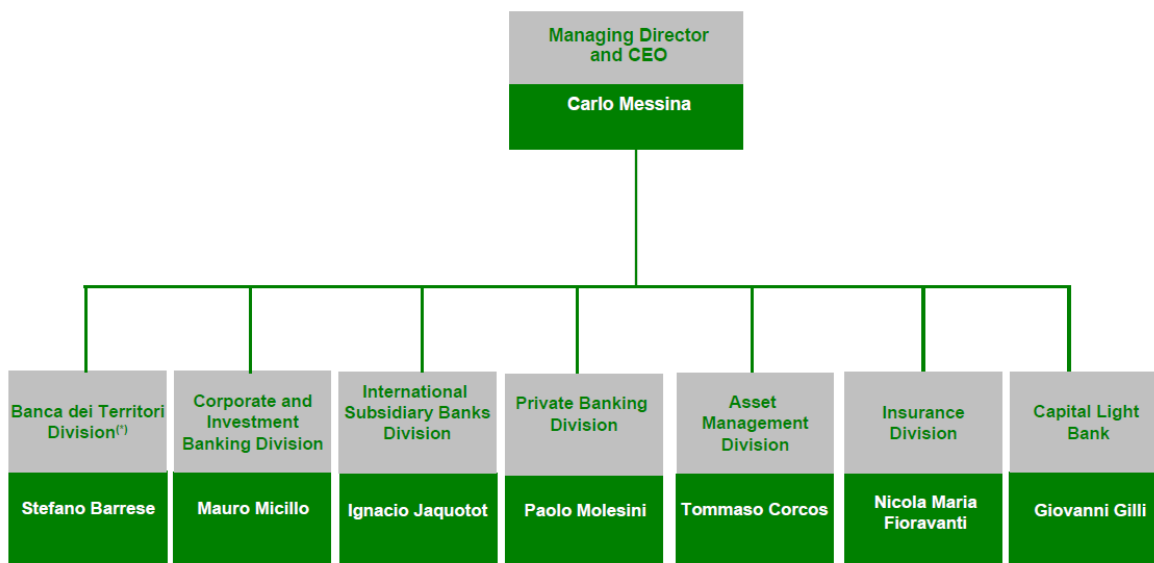 Managing Director
and CEO
Carlo Messina
Banca dei Territori
Division(*)
Stefano Barrese
Corporate and
Investment
Banking Division
Mauro Micillo
International
Subsidiary Banks
Division
Ignacio Jaquotot
Private Banking
Division
Paolo Molesini
Asset
Management
Division
Tommaso Corcos
Insurance
Division
Nicola Maria
Fioravanti
Capital Light
Bank
Giovanni Gilli